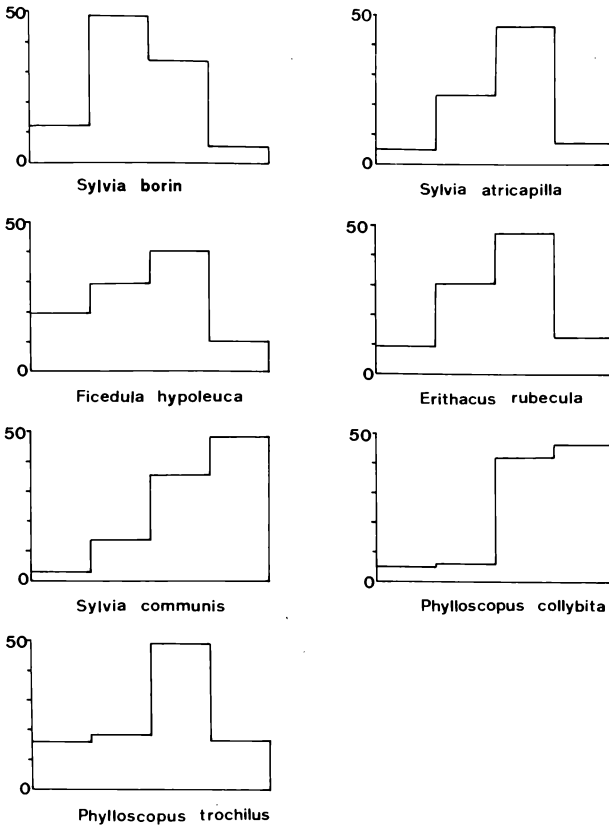 50
0
Sylvia borin
50
0
Sylvia atricapilla
50
0
Ficedula hypoleuca
50
0
Erithacus rubecula
50
0
Sylvia communis
50
0
Phylloscopus collybita
50
0
Phylloscopus trochilus